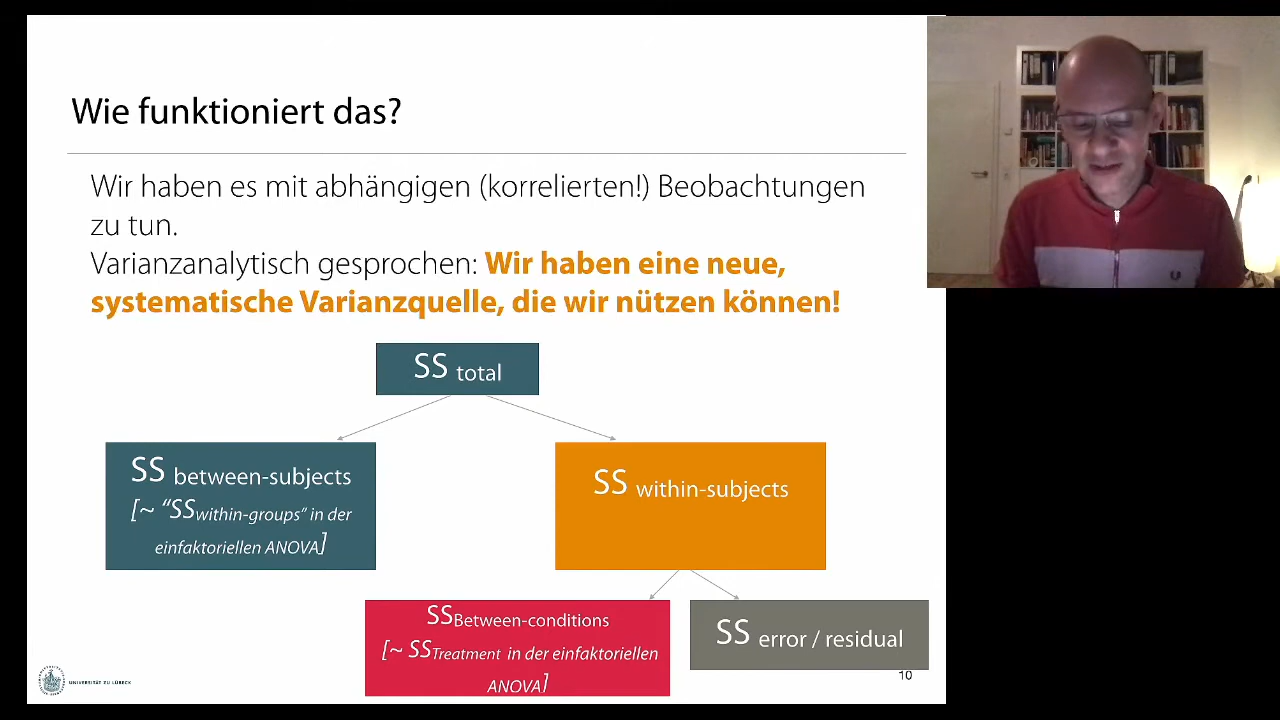 Wie funktioniert das?
Wir haben es mit abhängigen (korrelierten!) Beobachtungen
zu tun.
Varianzanalytisch gesprochen: Wir haben eine neue,
systematische Varianzquelle, die wir nützen können!
SS total
SS between-subjects
[~ “SSwithin-groups” in der
einfaktoriellen ANOVA]
SS within-subjects
SSBetween-conditions
[~ SSTreatment in der einfaktoriellen
ANOVA]
SS error / residual
UNIVERSITÄT ZU LÜBECK
10